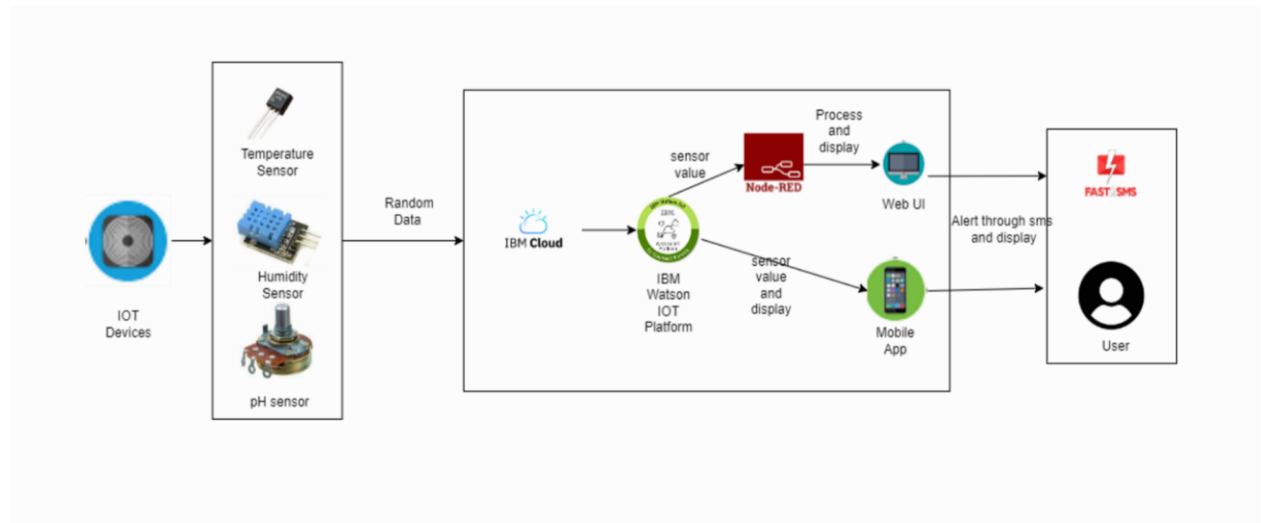 IOT
Devices
Temperature
Sensor
Humidity
Sensor
pH sensor
Random
Data
IBM Cloud
IBM
Watson
IOT
Platform
sensor
value
Node-RED
Process
and
display
Web UI
sensor
value
and
display
Mobile
App
Alert through sms
and display
FAST2SMS
User